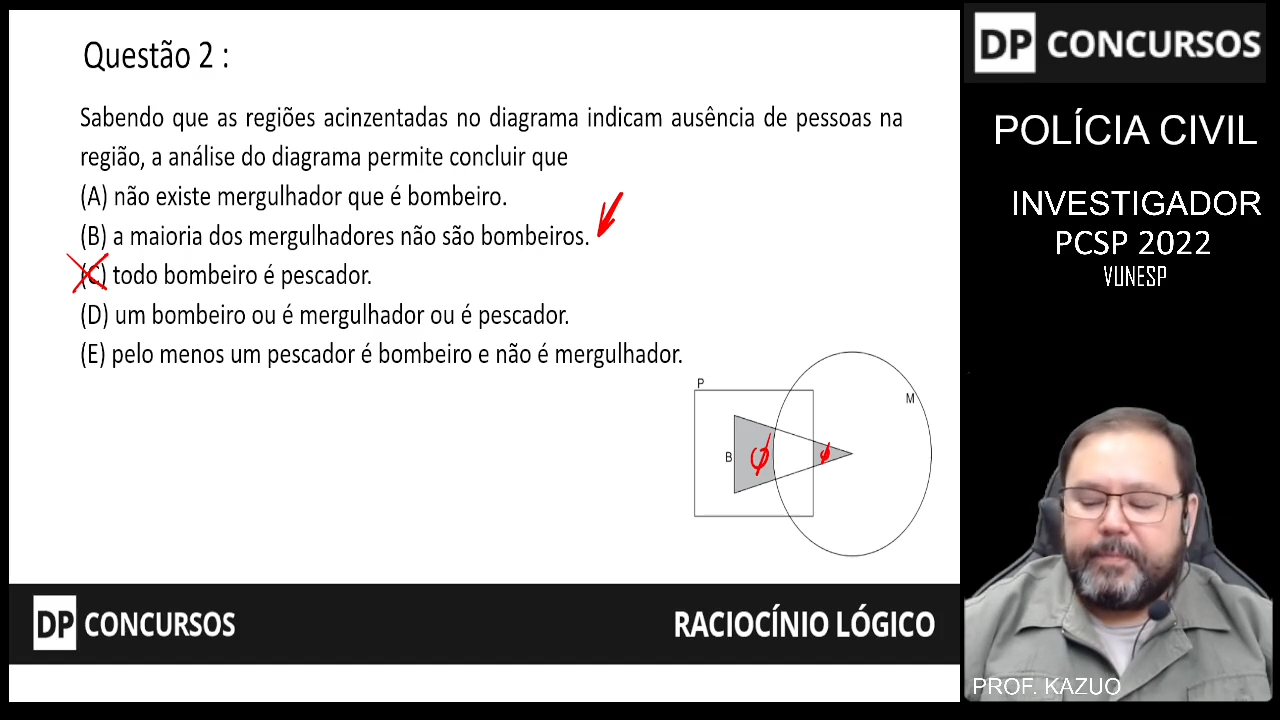 Questão 2 :
Sabendo que as regiões acinzentadas no diagrama indicam ausência de pessoas na
região, a análise do diagrama permite concluir que
(A) não existe mergulhador que é bombeiro.
(B) a maioria dos mergulhadores não são bombeiros.
(C) todo bombeiro é pescador.
(D) um bombeiro ou é mergulhador ou é pescador.
(E) pelo menos um pescador é bombeiro e não é mergulhador.
P
M
B
φ
φ
DP CONCURSOS
RACIOCÍNIO LÓGICO
DP CONCURSOS
POLÍCIA CIVIL
INVESTIGADOR
PCSP 2022
VUNESP
PROF. KAZUO